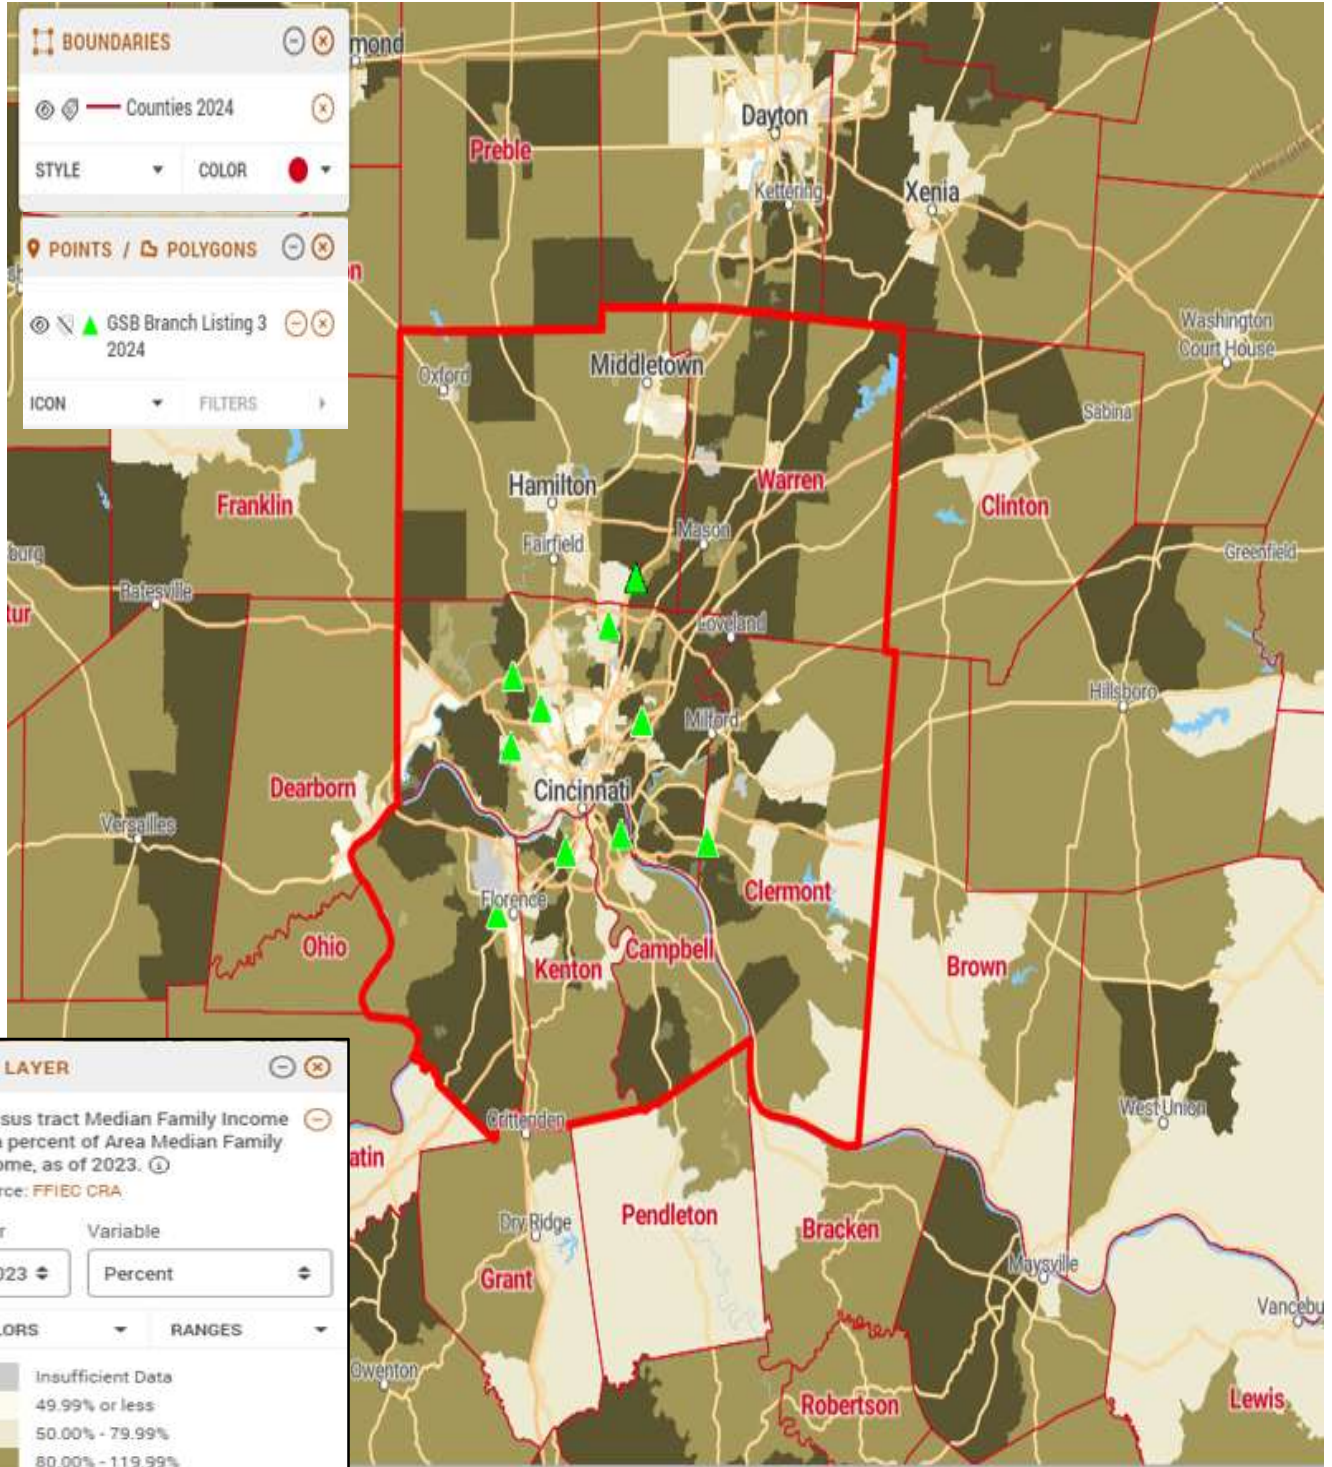 BOUNDARIES
Counties 2024
STYLE
COLOR
POINTS / POLYGONS
GSB Branch Listing 3
2024
ICON
FILTERS
mond
Dayton
Preble
Kettering
Xenia
on
Washington
Court House
Middletown
Oxford
Sabina
Hamilton
Warren
Franklin
Clinton
Mason
Fairfield
Greenfield
burg
Batesville
tur
Loveland
Hillsboro
Milford
Dearborn
Cincinnati
Versailles
Clermont
Florence
Ohio
Campbell
Kenton
Brown
LAYER
sus tract Median Family Income
percent of Area Median Family
ome, as of 2023.
rce: FFIEC CRA
r
Variable
023
Percent
LORS
RANGES
Insufficient Data
49.99% or less
50.00% - 79.99%
80.00% - 119.99%
Crittenden
West Union
atin
Dry Ridge
Pendleton
Bracken
Grant
Maysville
Vancebu
Owenton
Robertson
Lewis